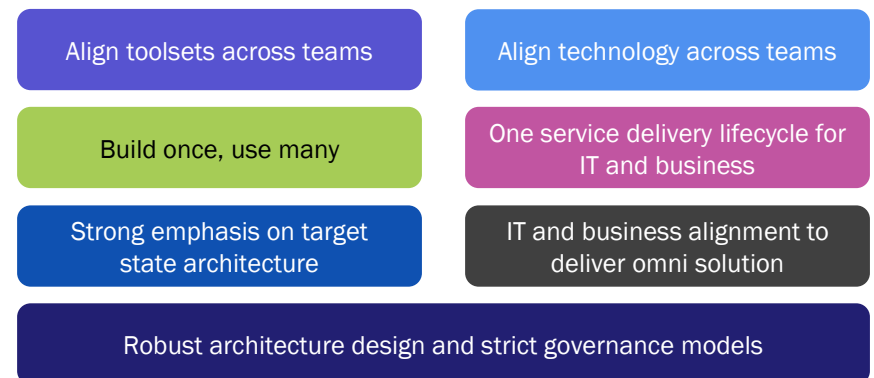 Align toolsets across teams
Align technology across teams
Build once, use many
One service delivery lifecycle for
IT and business
Strong emphasis on target
state architecture
IT and business alignment to
deliver omni solution
Robust architecture design and strict governance models